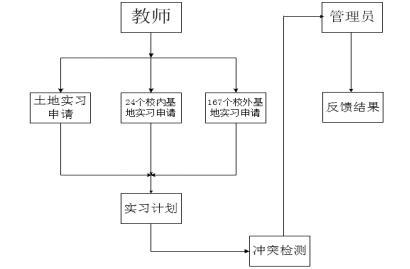 教师
管理员
土地实习
申请
24个校内基
地实习申请
167个校外基
地实习申请
反馈结果
实习计划
冲突检测